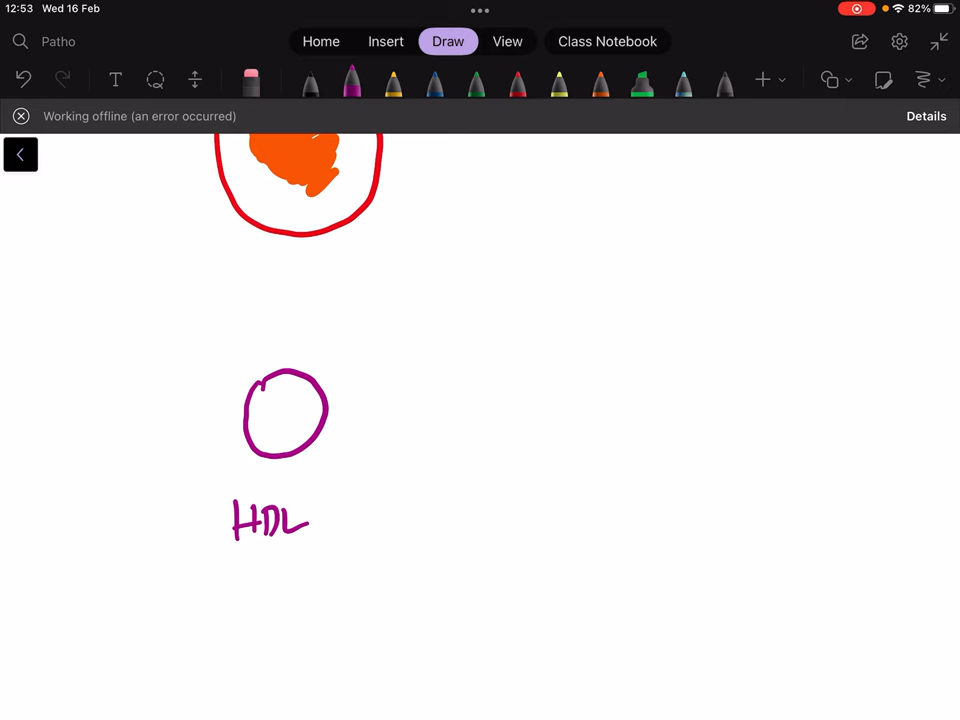 12:53 Wed 16 Feb 82%
Patho Home Insert Draw View Class Notebook
T
Working offline (an error occurred) Details
HDL